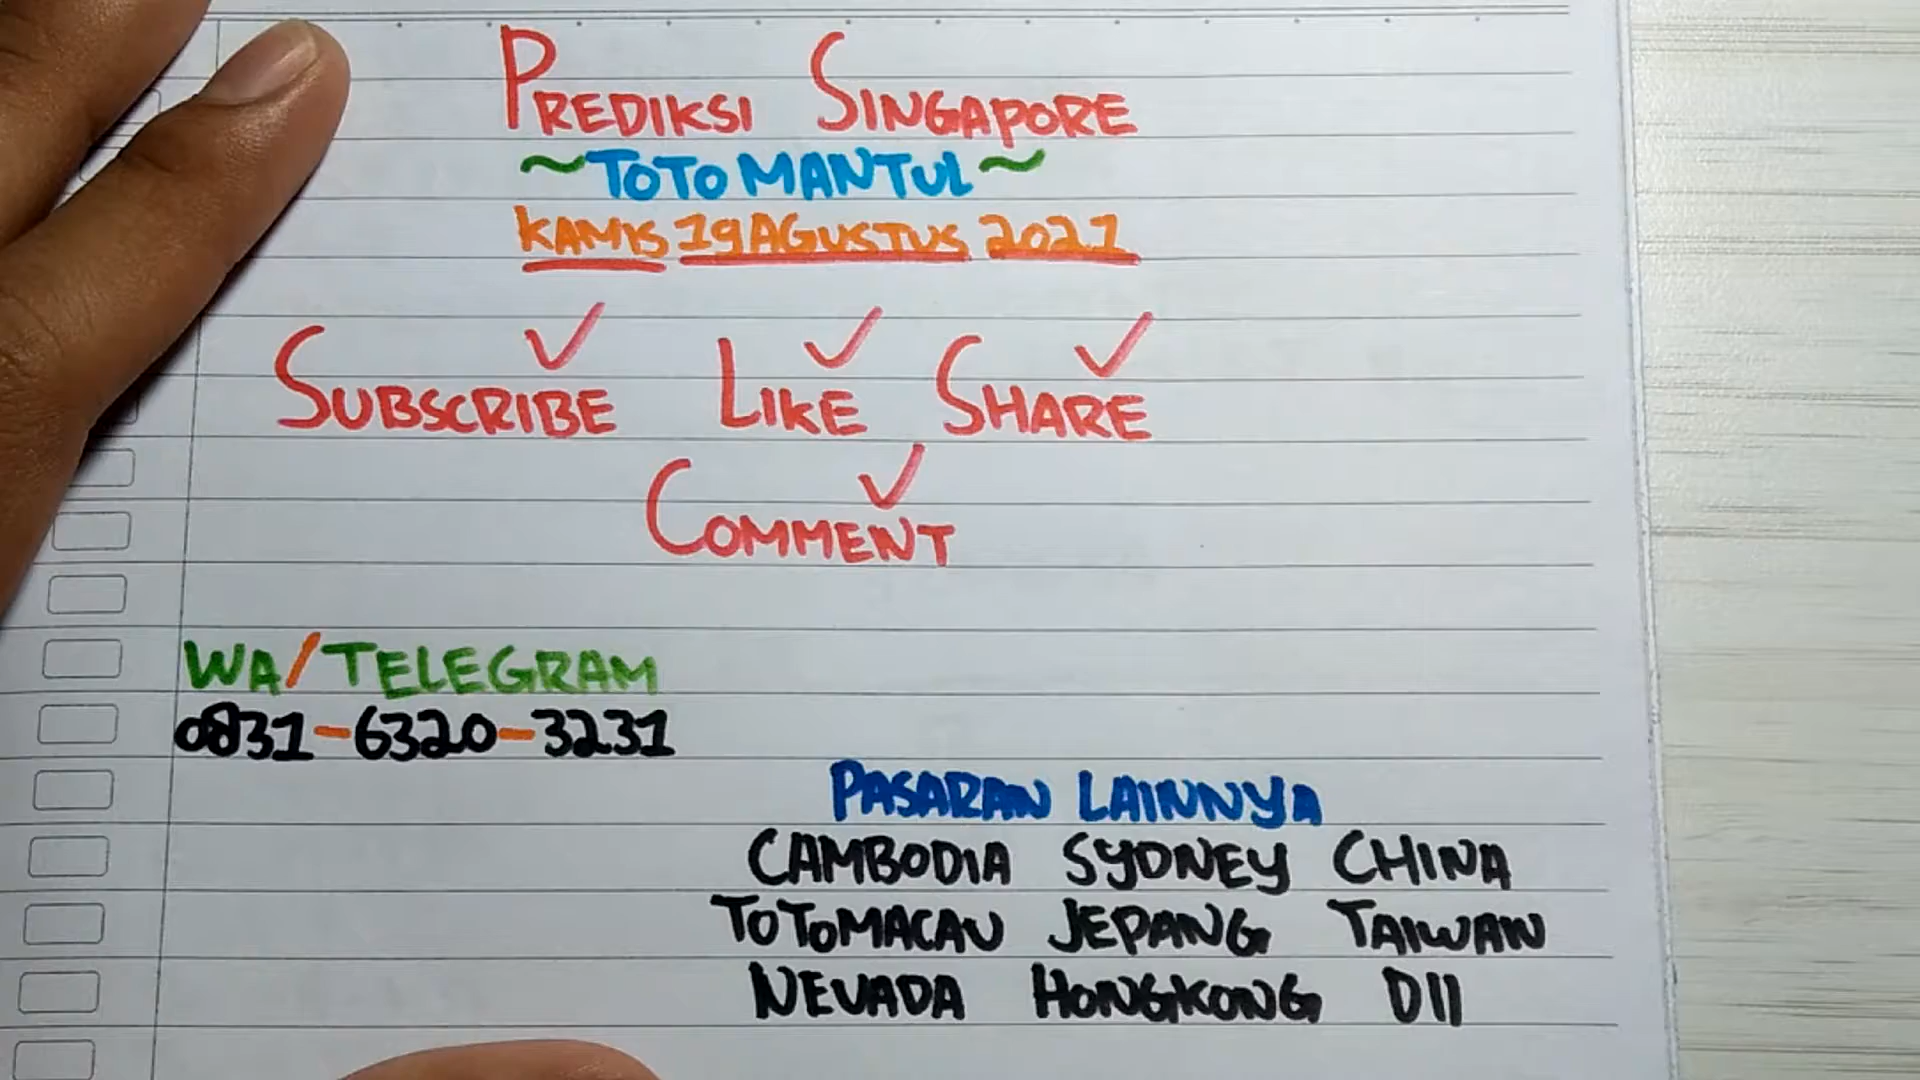 PREDIKSI SINGAPORE
~TOTO MANTUL~
KAMIS 19 AGUSTUS 2021
SUBSCRIBE LIKE SHARE
COMMENT
WA/TELEGRAM
0831-6320-3231
PASARAN LAINNYA
CAMBODIA SYDNEY CHINA
TOTOMACAU JEPANG TAIWAN
NEVADA HONGKONG Dll